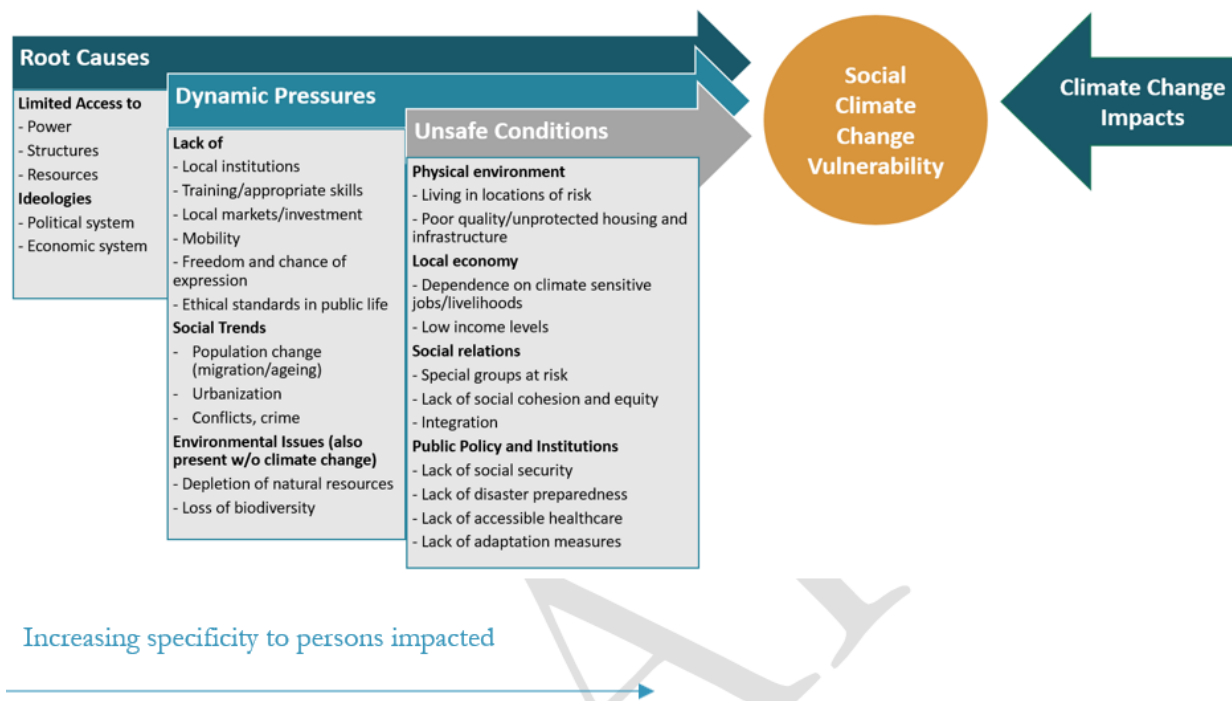 Root Causes
Limited Access to
- Power
- Structures
- Resources
Ideologies
- Political system
- Economic system
Dynamic Pressures
Lack of
- Local institutions
- Training/appropriate skills
- Local markets/investment
- Mobility
- Freedom and chance of
expression
- Ethical standards in public life
Social Trends
- Population change
(migration/ageing)
- Urbanization
- Conflicts, crime
Environmental Issues (also
present w/o climate change)
- Depletion of natural resources
- Loss of biodiversity
Unsafe Conditions
Physical environment
- Living in locations of risk
- Poor quality/unprotected housing and
infrastructure
Local economy
- Dependence on climate sensitive
jobs/livelihoods
- Low income levels
Social relations
- Special groups at risk
- Lack of social cohesion and equity
- Integration
Public Policy and Institutions
- Lack of social security
- Lack of disaster preparedness
- Lack of accessible healthcare
- Lack of adaptation measures
Social
Climate
Change
Vulnerability
Climate Change
Impacts
Increasing specificity to persons impacted